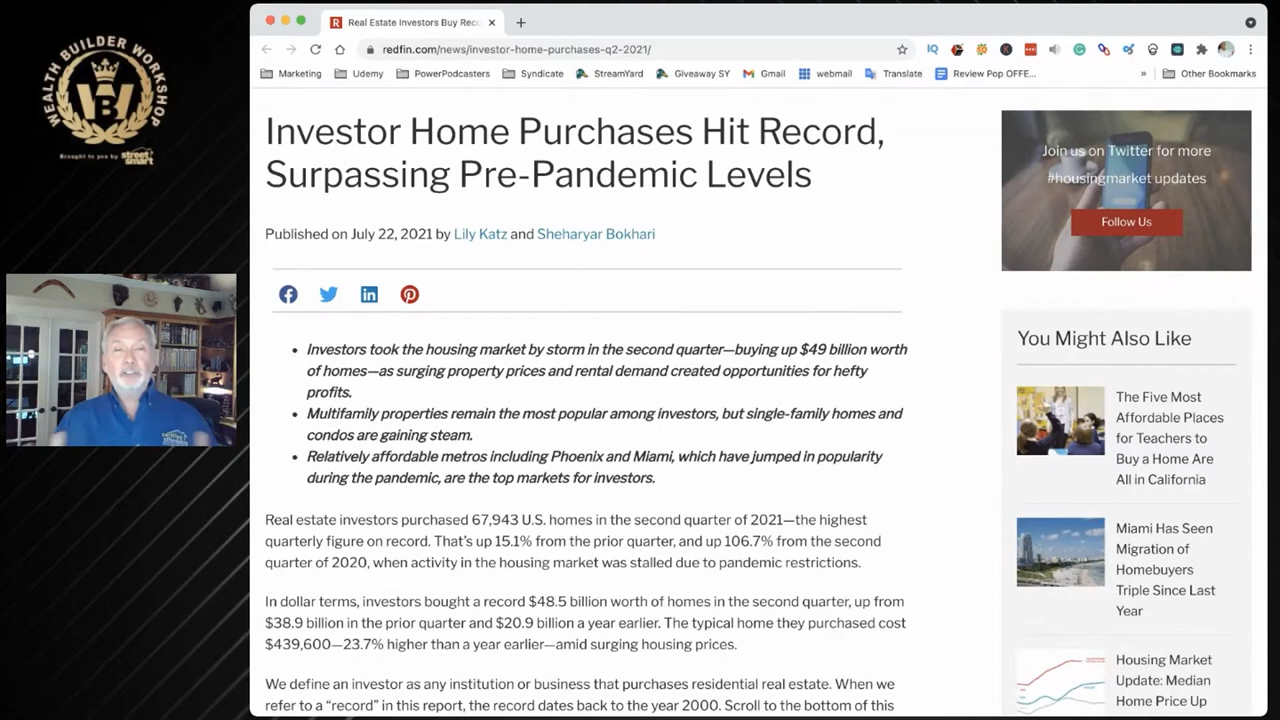 WEALTH BUILDER WORKSHOP
WB
Brought to you by street smart
Real Estate Investors Buy Rec
redfin.com/news/investor-home-purchases-q2-2021/
Marketing
Udemy
PowerPodcasters
Syndicate
StreamYard
Giveaway SY
Gmail
webmail
Translate
Review Pop OFFE...
»
Other Bookmarks
Investor Home Purchases Hit Record,
Surpassing Pre-Pandemic Levels
Published on July 22, 2021 by Lily Katz and Sheharyar Bokhari
• Investors took the housing market by storm in the second quarter—buying up $49 billion worth
of homes—as surging property prices and rental demand created opportunities for hefty
profits.
• Multifamily properties remain the most popular among investors, but single-family homes and
condos are gaining steam.
• Relatively affordable metros including Phoenix and Miami, which have jumped in popularity
during the pandemic, are the top markets for investors.
Real estate investors purchased 67,943 U.S. homes in the second quarter of 2021—the highest
quarterly figure on record. That's up 15.1% from the prior quarter, and up 106.7% from the second
quarter of 2020, when activity in the housing market was stalled due to pandemic restrictions.
In dollar terms, investors bought a record $48.5 billion worth of homes in the second quarter, up from
$38.9 billion in the prior quarter and $20.9 billion a year earlier. The typical home they purchased cost
$439,600—23.7% higher than a year earlier—amid surging housing prices.
We define an investor as any institution or business that purchases residential real estate. When we
refer to a “record” in this report, the record dates back to the year 2000. Scroll to the bottom of this
Join us on Twitter for more
#housingmarket updates
Follow Us
You Might Also Like
The Five Most
Affordable Places
for Teachers to
Buy a Home Are
All in California
Miami Has Seen
Migration of
Homebuyers
Triple Since Last
Year
Housing Market
Update: Median
Home Price Up